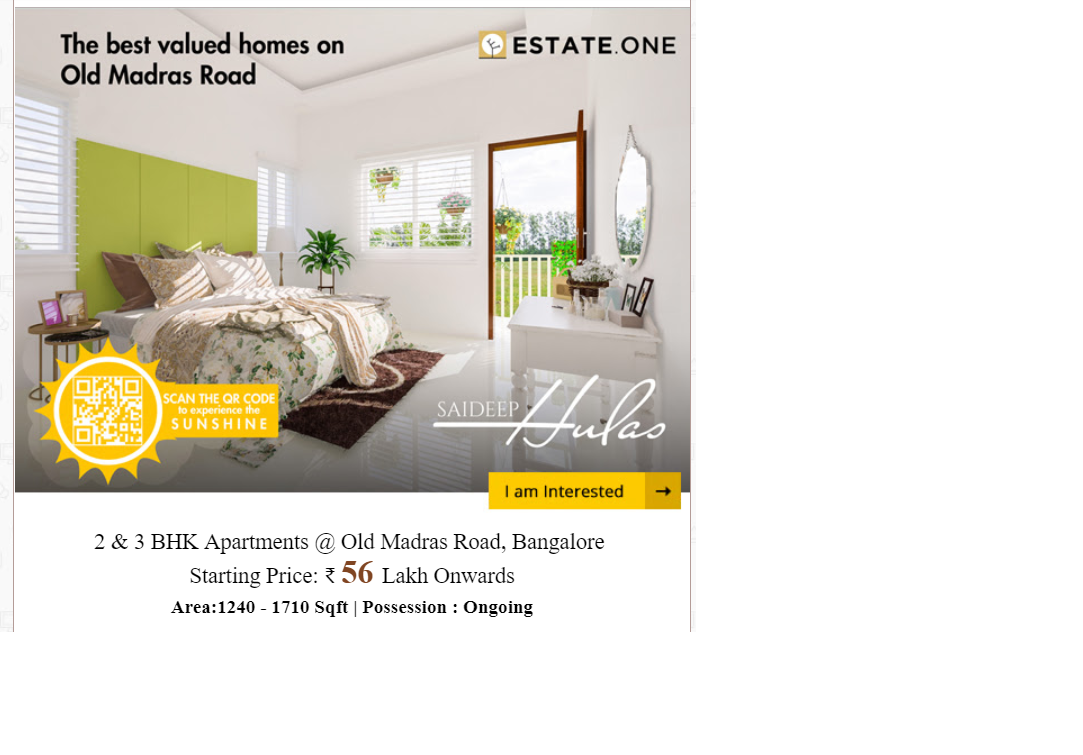 The best valued homes on
Old Madras Road
ESTATE.ONE
SCAN THE QR CODE
to experience the
SUNSHINE
SAIDEEP Hulas
I am Interested →
2 & 3 BHK Apartments @ Old Madras Road, Bangalore
Starting Price: ₹ 56 Lakh Onwards
Area:1240 - 1710 Sqft | Possession : Ongoing